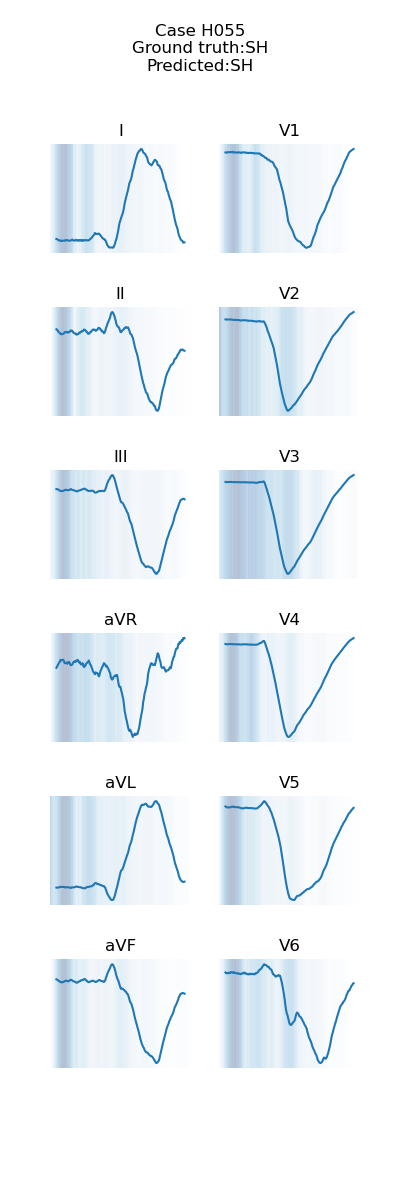 Case H055
Ground truth:SH
Predicted:SH
I
V1
II
V2
III
V3
aVR
V4
aVL
V5
aVF
V6